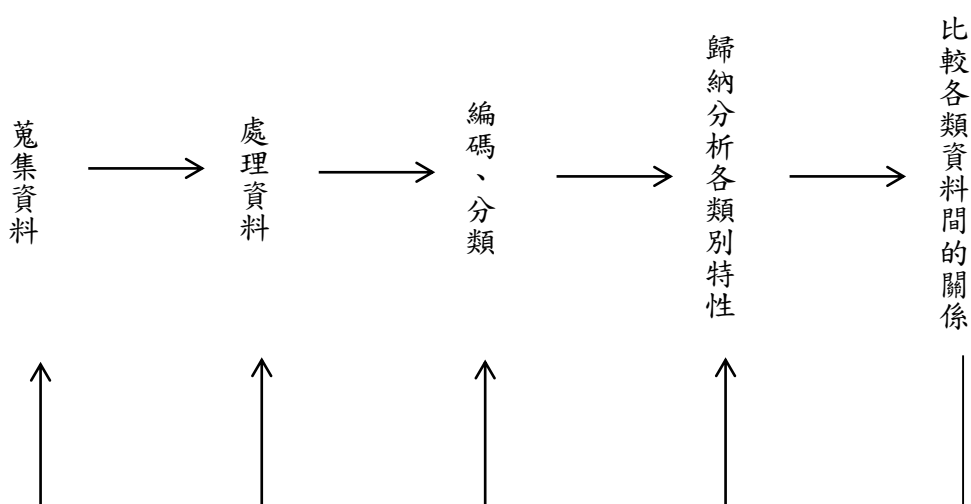 蒐集資料
處理資料
編碼、分類
歸納分析各類別特性
比較各類資料間的關係